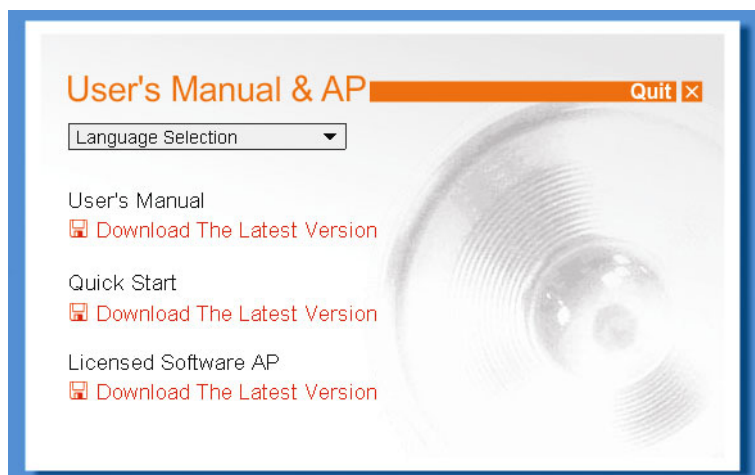 User's Manual & AP
Quit
Language Selection
User's Manual
Download The Latest Version
Quick Start
Download The Latest Version
Licensed Software AP
Download The Latest Version